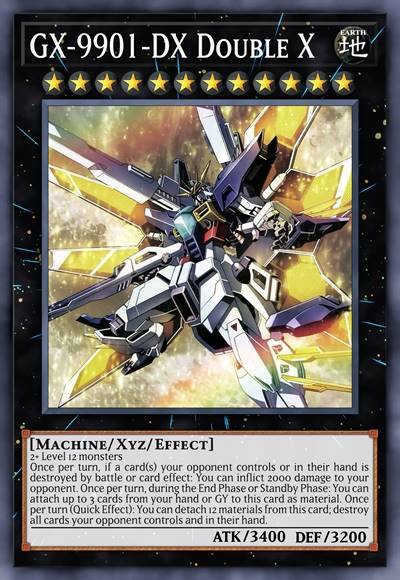 GX-9901-DX Double X
EARTH
地
[Machine/Xyz/Effect]
2+ Level 12 monsters
Once per turn, if a card(s) your opponent controls or in their hand is
destroyed by battle or card effect: You can inflict 2000 damage to your
opponent. Once per turn, during the End Phase or Standby Phase: You can
attach up to 3 cards from your hand or GY to this card as material. Once
per turn (Quick Effect): You can detach 12 materials from this card; destroy
all cards your opponent controls and in their hand.
ATK/3400 DEF/3200